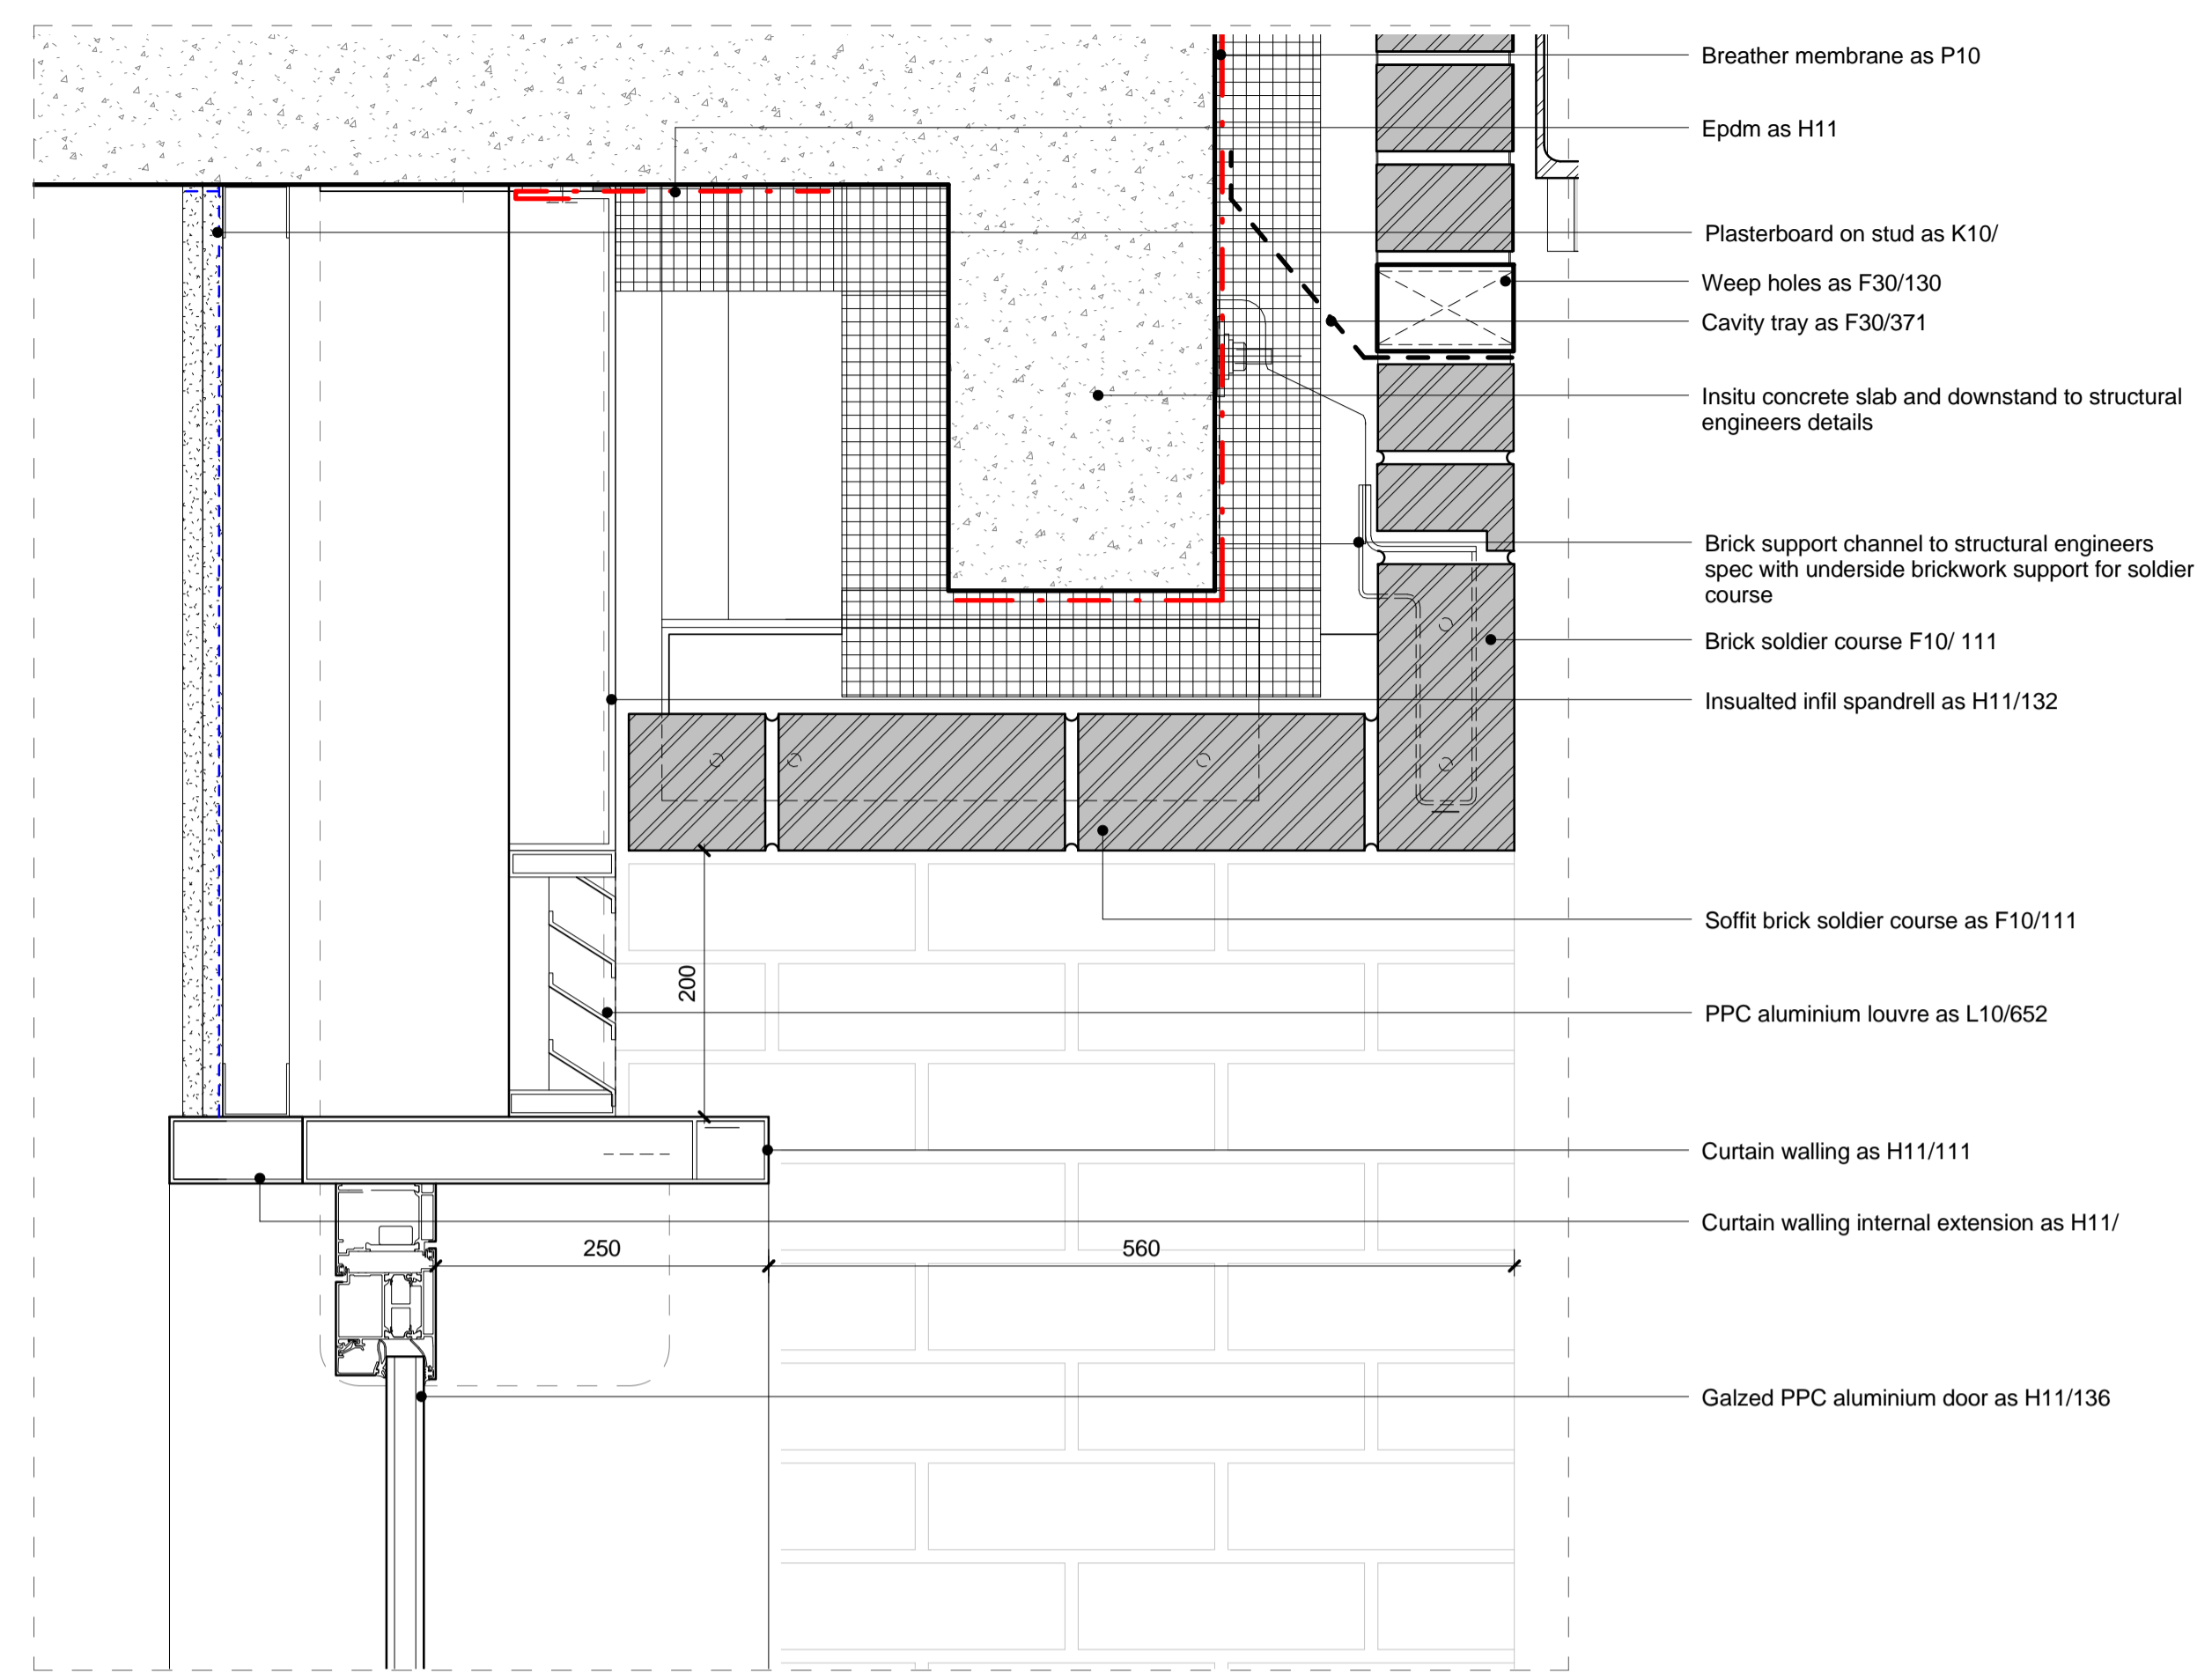 Breather membrane as P10
Epdm as H11
Plasterboard on stud as K10/
Weep holes as F30/130
Cavity tray as F30/371
Insitu concrete slab and downstand to structural
engineers details
Brick support channel to structural engineers
spec with underside brickwork support for soldier
course
Brick soldier course F10/ 111
Insualted infil spandrell as H11/132
Soffit brick soldier course as F10/111
200
PPC aluminium louvre as L10/652
Curtain walling as H11/111
Curtain walling internal extension as H11/
250
560
Galzed PPC aluminium door as H11/136